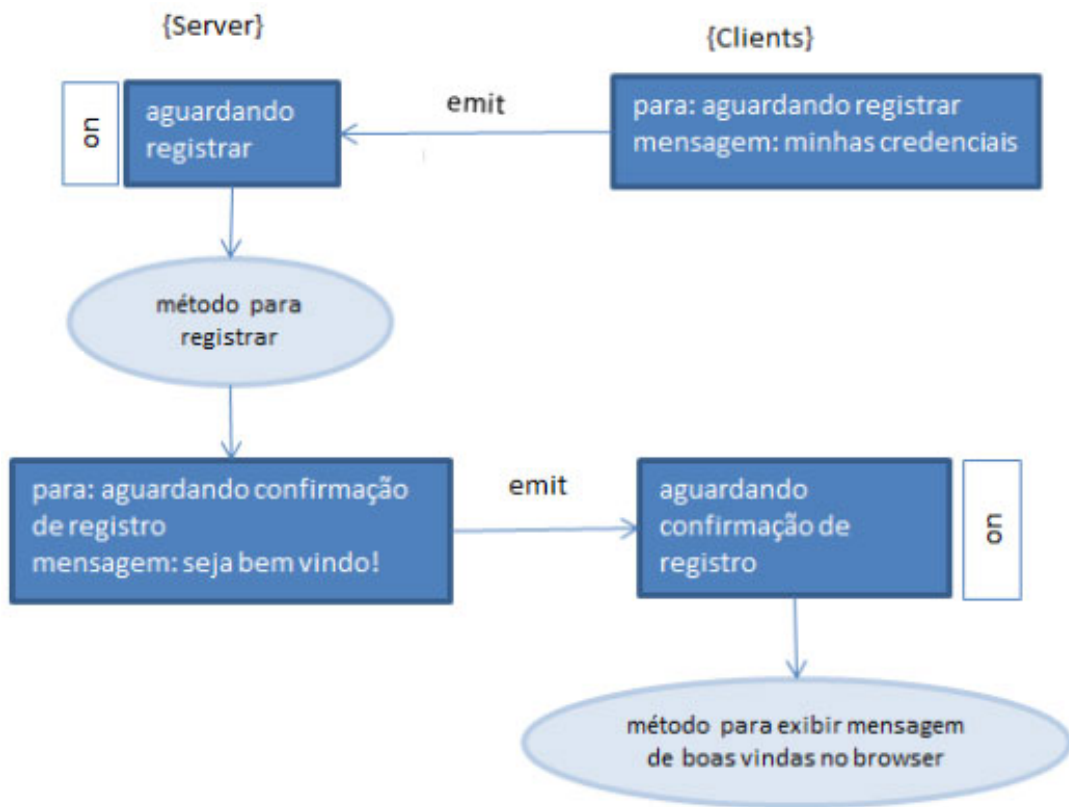 {Server}
{Clients}
on
aguardando
registrar
emit
para: aguardando registrar
mensagem: minhas credenciais
método para
registrar
para: aguardando confirmação
de registro
mensagem: seja bem vindo!
emit
aguardando
confirmação de
registro
on
método para exibir mensagem
de boas vindas no browser